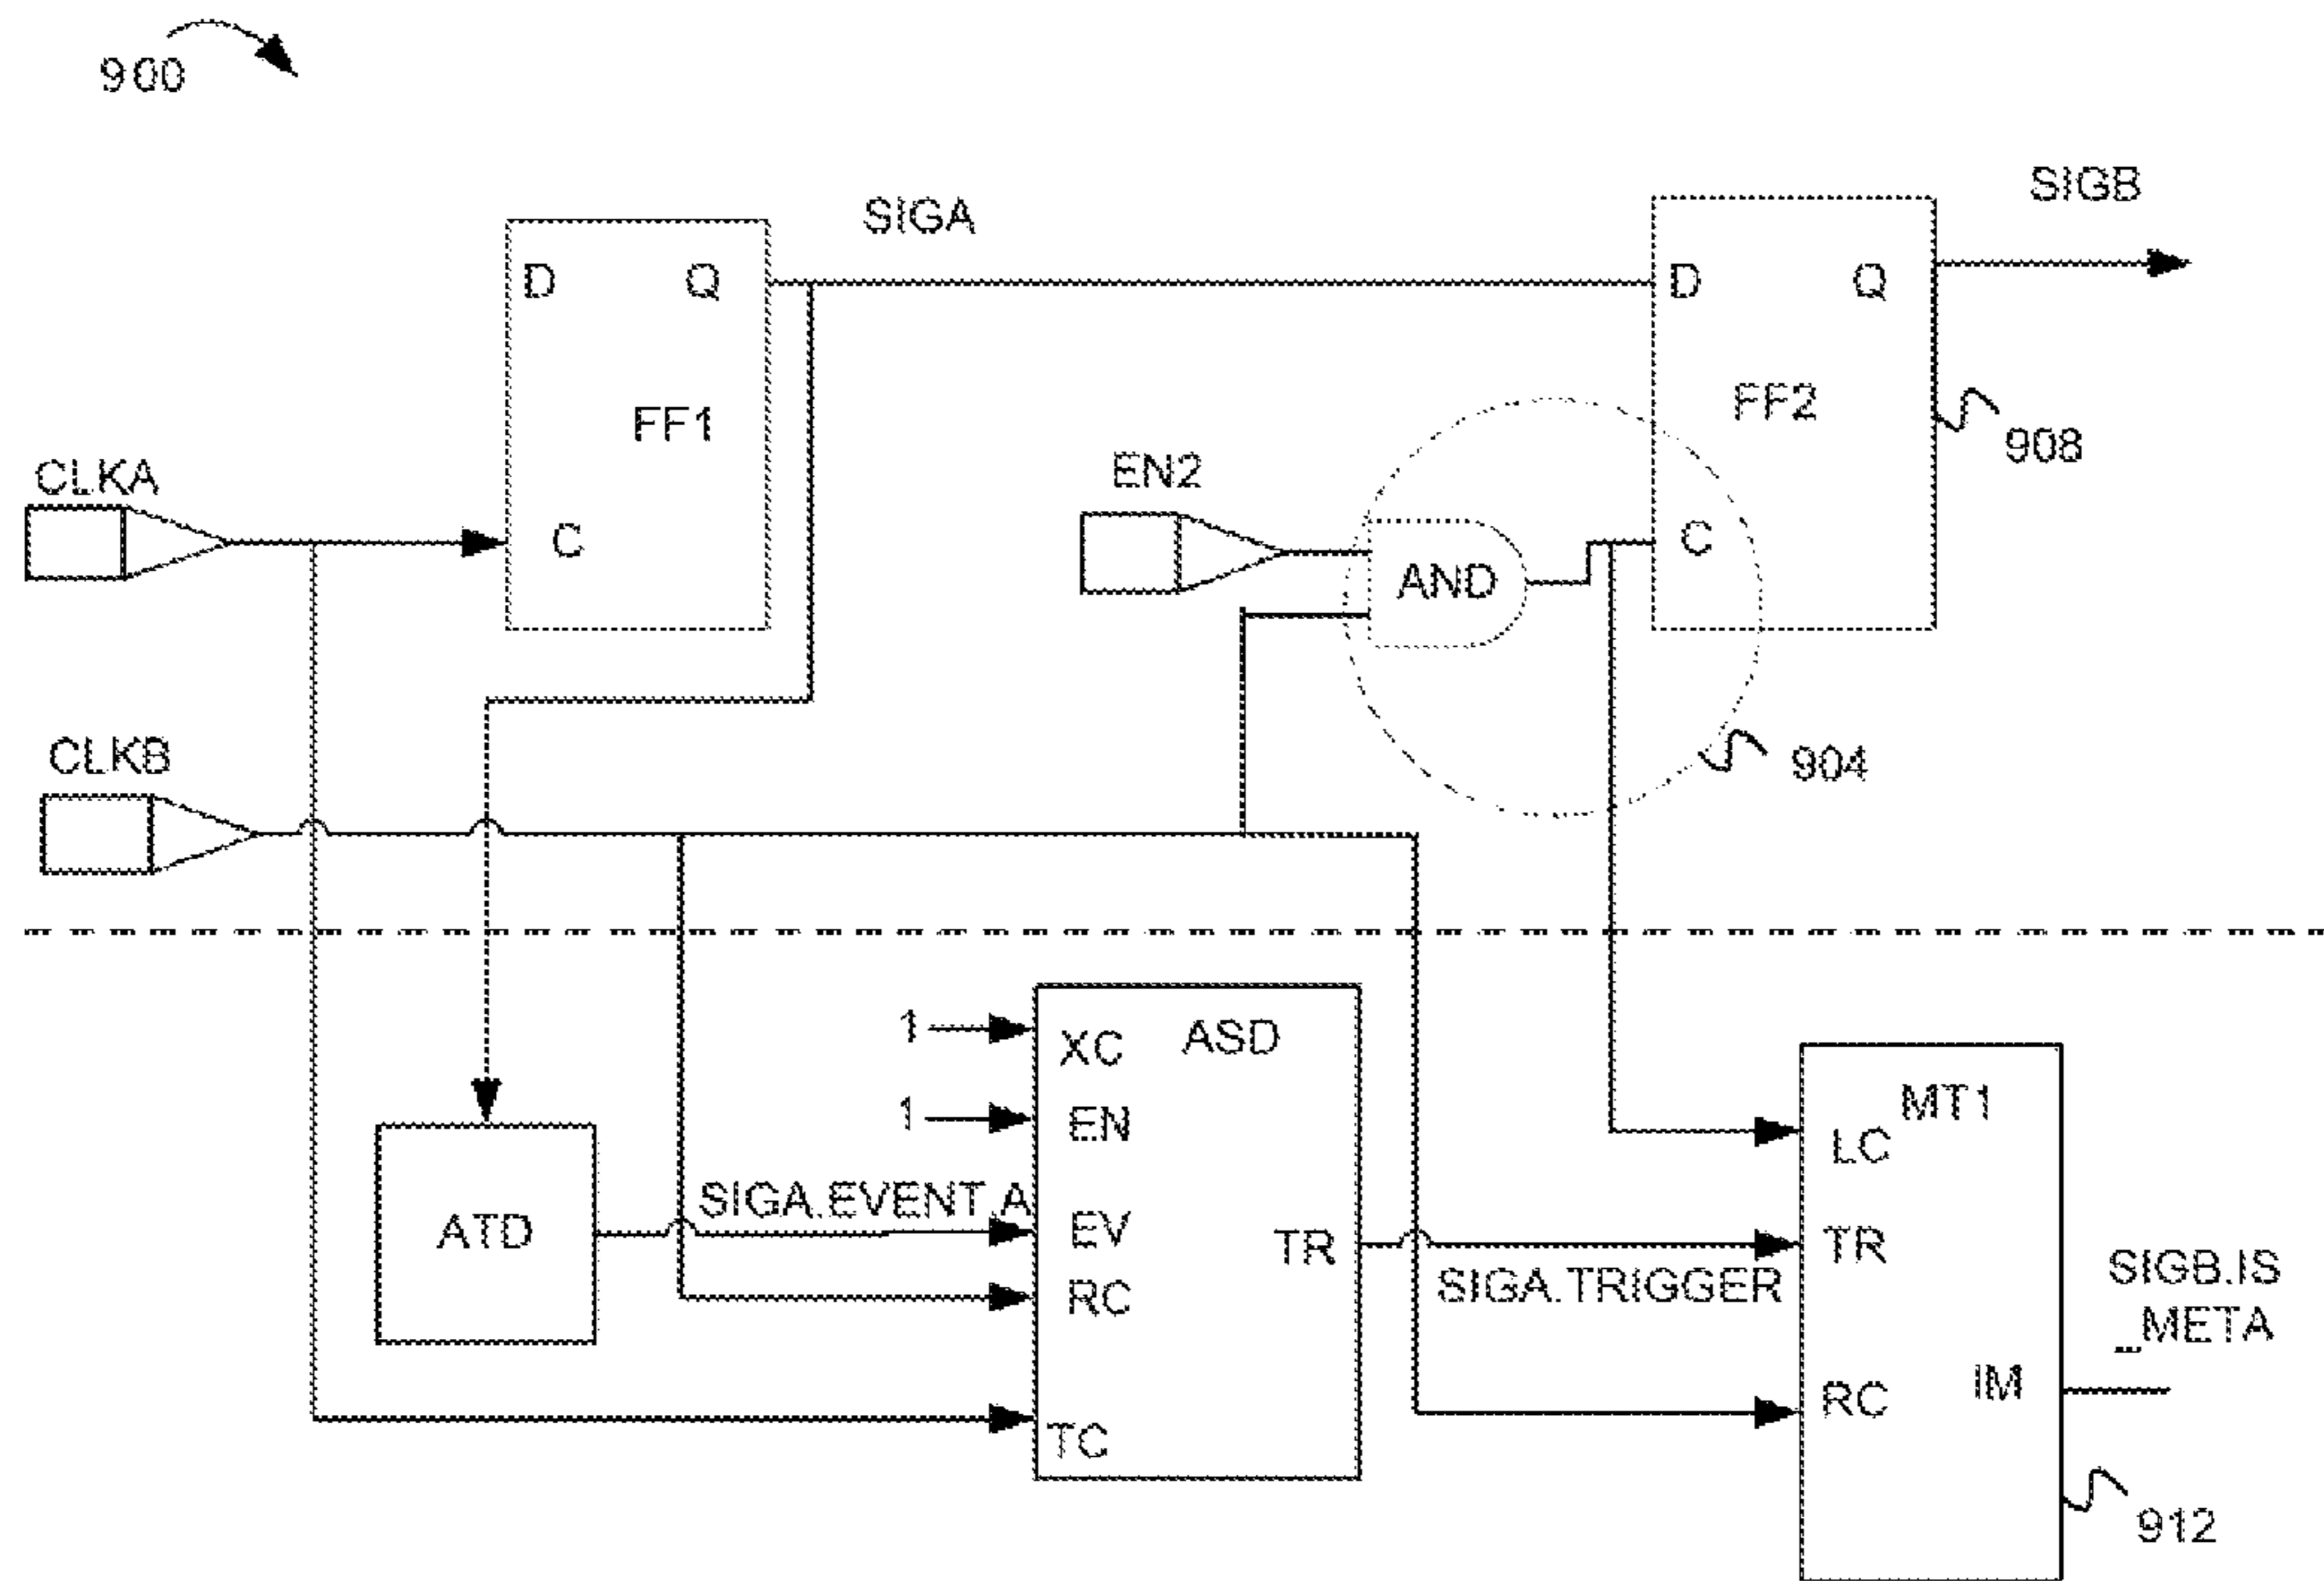 900
SIGA
SIGB
D
Q
FF1
C
D
Q
FF2
C
908
CLKA
EN2
AND
CLKB
904
1
XC
ASD
1
EN
SIGA.EVENT.A
EV
ATD
RC
TR
TC
SIGA.TRIGGER
MT1
LC
TR
RC
IM
SIGB.IS
_META
912